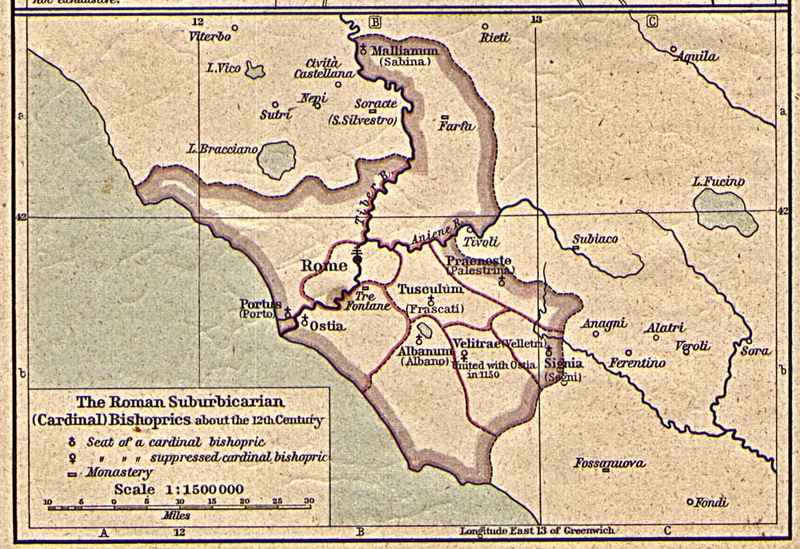 12
B
13
C
Viterbo
Rieti
Mallianum
(Sabina)
Aquila
L.Vico
Cività
Castellana
Nepi
Sutri
Soracte
(S.Silvestro)
Farfa
a
a
L.Bracciano
Tiber R.
L.Fucino
42
42
Aniene R.
Tivoli
Subiaco
Rome
Praeneste
(Palestrina)
Tusculum
(Frascati)
Tre
Fontane
Portus
(Porto)
Ostia
Albanum
(Albano)
Velitrae (Velletri)
United with Ostia
in 1150
Signia
(Segni)
Anagni
Alatri
Ferentino
Veroli
Sora
b
b
The Roman Suburbicarian
(Cardinal) Bishoprics about the 12th Century
Seat of a cardinal bishopric
" " " suppressed cardinal bishopric
Monastery
Scale 1:1500000
10 5 0 5 10 15 20 25 30
Miles
Fossanuova
Fondi
A
12
B
Longitude East 13 of Greenwich
C